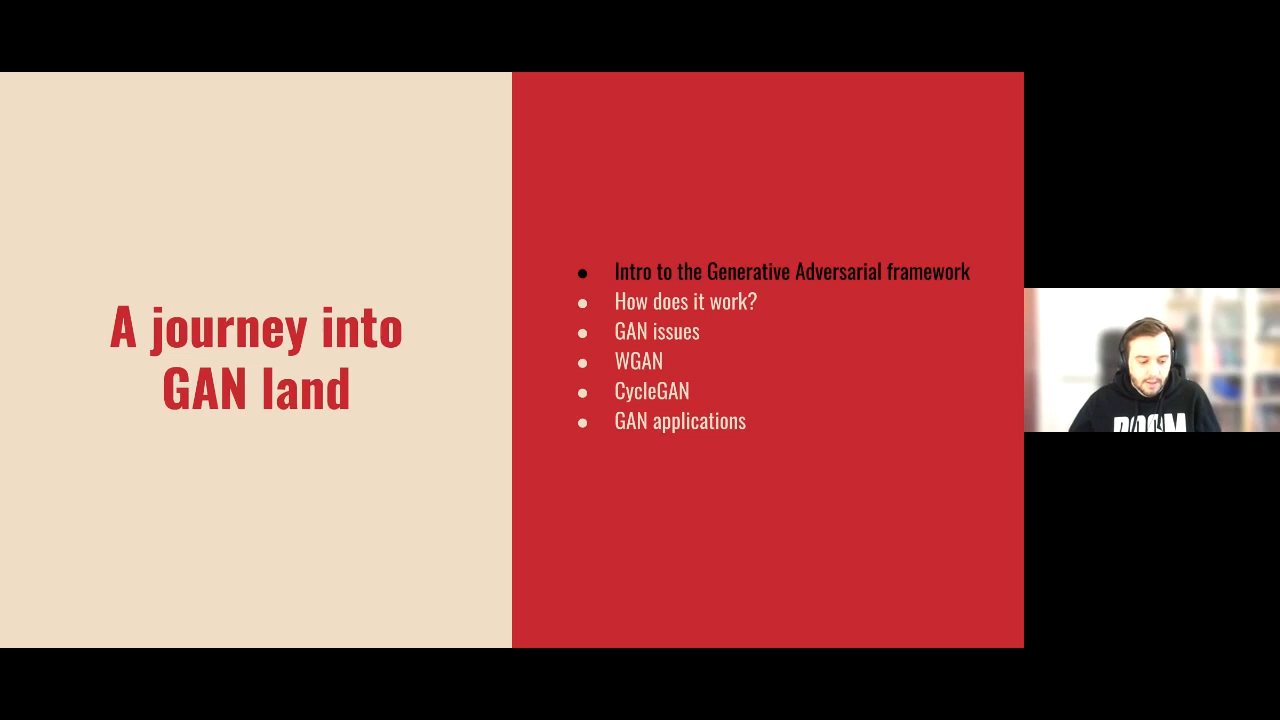 A journey into
GAN land
● Intro to the Generative Adversarial framework
● How does it work?
● GAN issues
● WGAN
● CycleGAN
● GAN applications